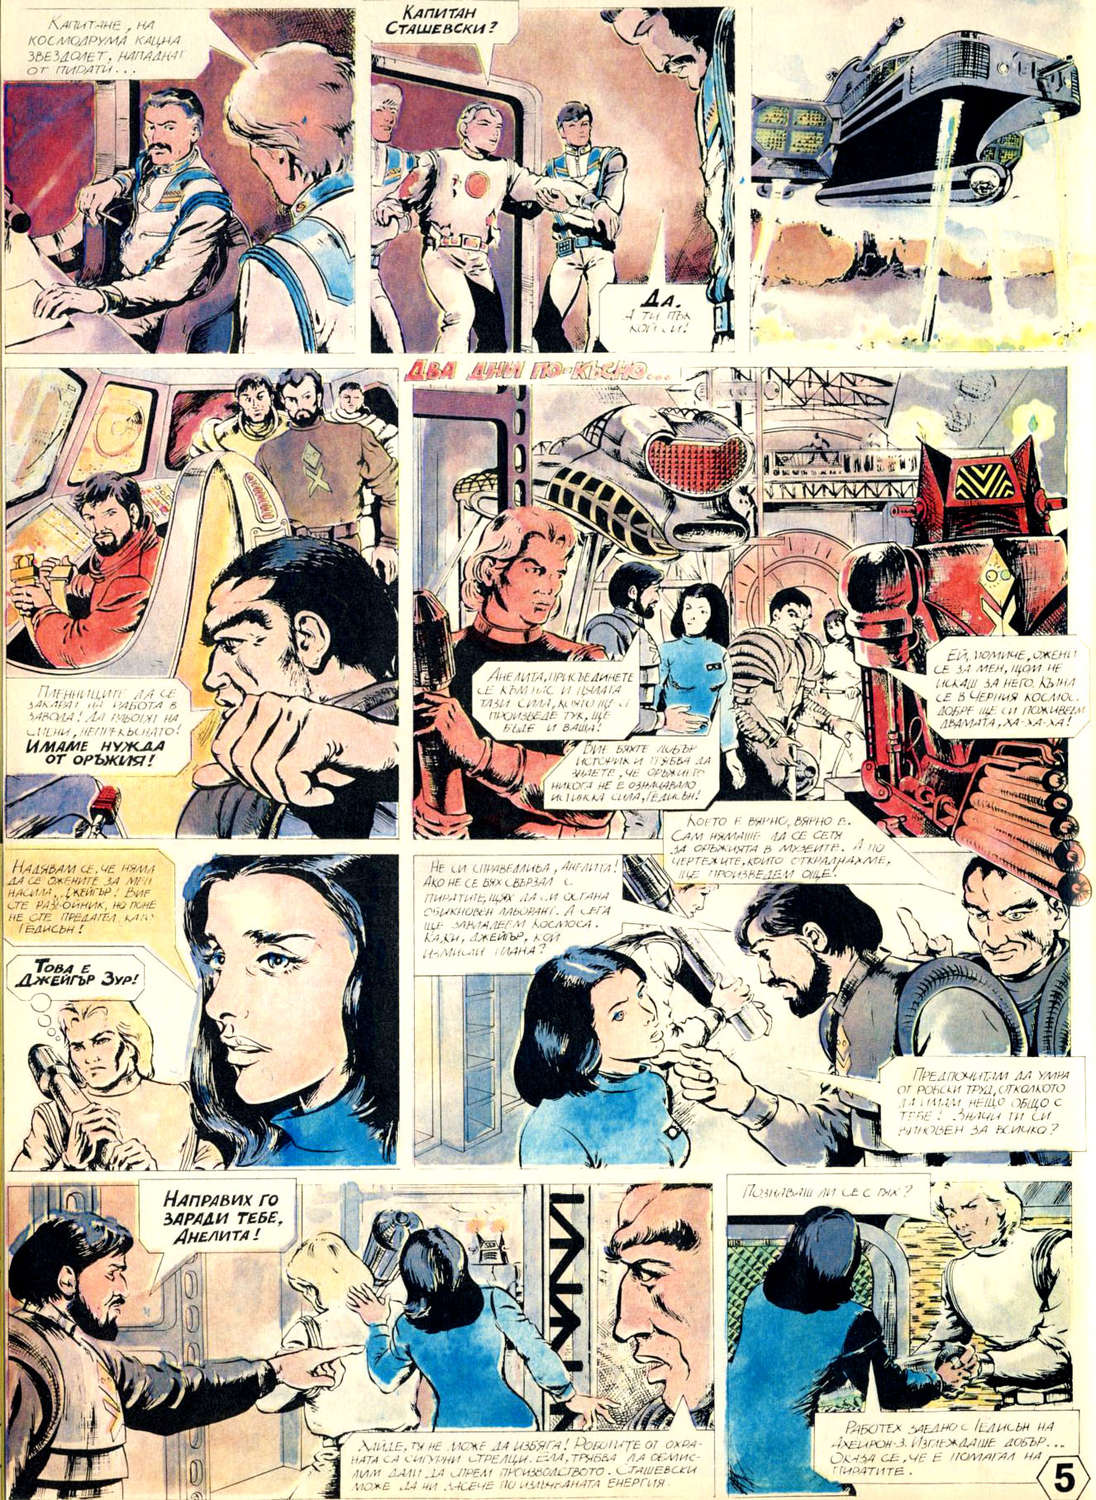 Капитане, на
космодрума кацна
звездолет, нападнат
от пирати...
Капитан
Сташевски?
Да.
А ти пък
кой си!
Два дни по-късно...
Пленниците да се
закарат на работа в
завода! Да работят на
смени, непрекъснато!
Имаме нужда
от оръжия!
Анелита, присъединете
се към нас и цялата
тази сила, която ще се
произведе тук, ще
бъде и ваша!
Вие бяхте добър
историк и трябва да
знаете, че оръжието
никога не е означавало
истинска сила, Гедисън!
Ей, момиче, ожени
се за мен, щом не
искаш за него. Кълна
се в Черния космос,
добре ще си поживеем
двамата, ха-ха-ха!
Което е вярно, вярно е.
Сам нямаше да се сетя
за оръжията в музеите. А по
чертежите, които откраднахме,
ще произведем още!
Надявам се, че няма
да се ожените за мен
насила, Джейгър! Вие
сте разбойник, но поне
не сте предател като
Гедисън!
Това е
Джейгър Зур!
Не си справедлива, Анелита!
Ако не се бях свързал с
пиратите, щях да си остана
обикновен лаборант. А сега
ще завладеем космоса.
Кажи, Джейгър, кой
измисли плана?
Предпочитам да умра
от робски труд, отколкото
да имам нещо общо с
тебе! Значи ти си
виновен за всичко?
Направих го
заради тебе,
Анелита!
Хайде, ту не може да избяга! Роботите от охра-
ната са сигурни стрелци. Ела, трябва да обмис-
лим дали да спрем производството. Сташевски
може да ни засече по излъчваната енергия.
Познаваш ли се с тях?
Работех заедно с Гедисън на
Ахейрон-3. Изглеждаше добър...
Оказа се, че е помагал на
пиратите.
5